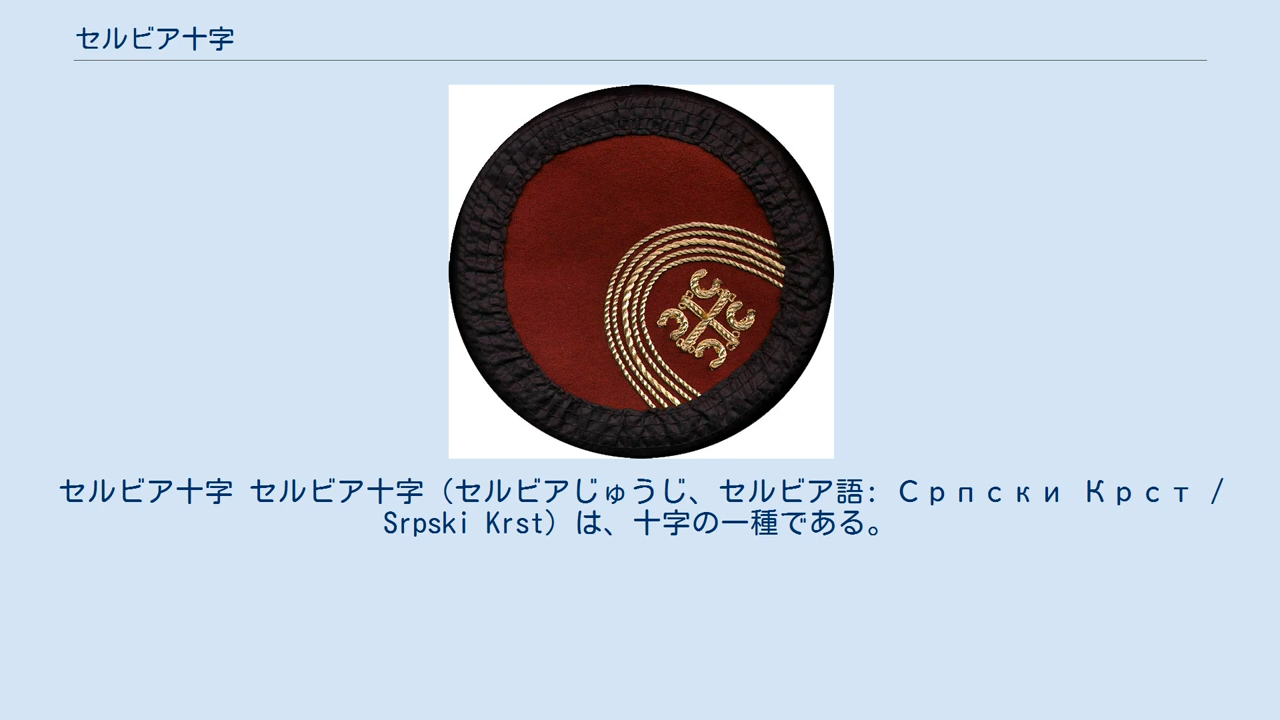 セルビア十字
セルビア十字 セルビア十字（セルビアじゅうじ、セルビア語: Српски Крст /
Srpski Krst）は、十字の一種である。